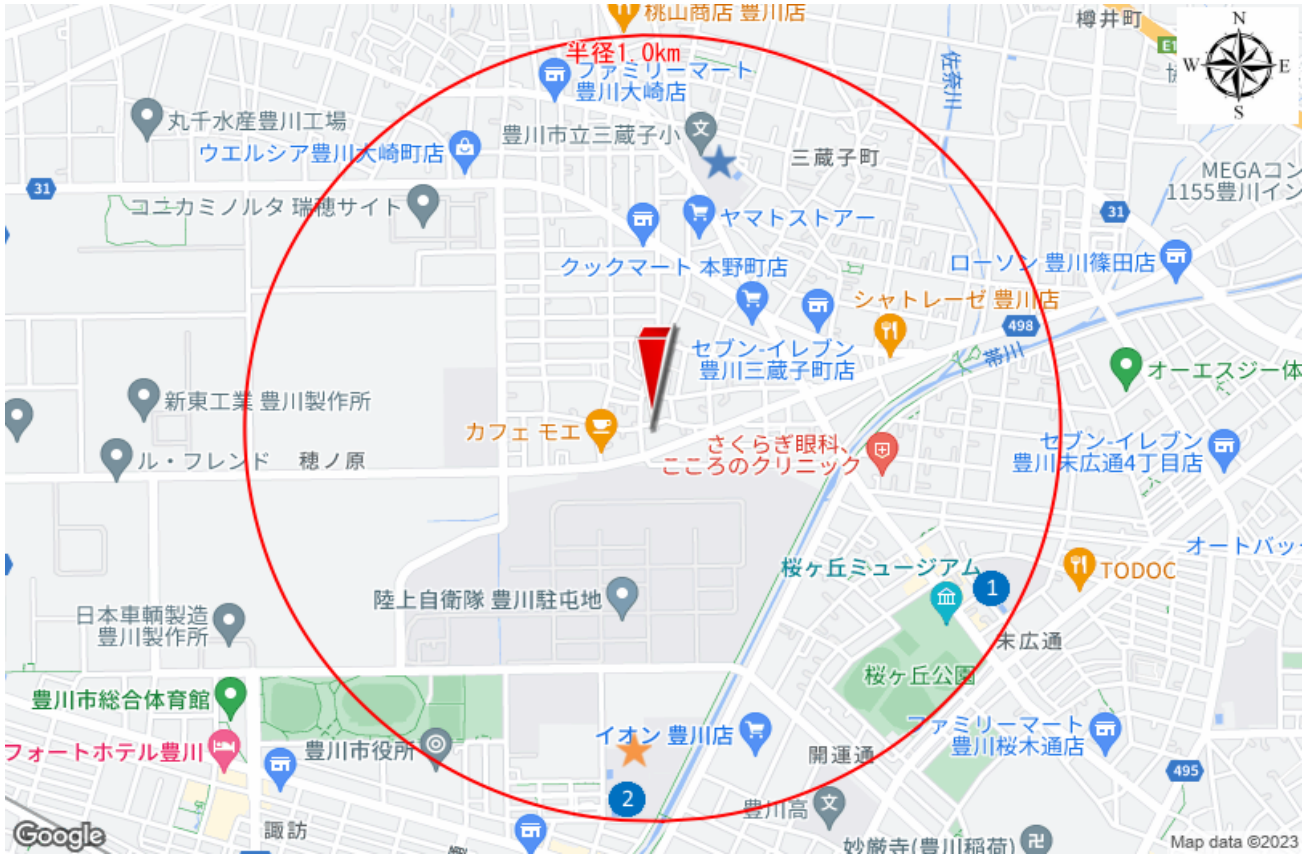 桃山商店 豊川店
樽井町
N
W
E
S
E1
半径1.0km
ファミリーマート
豊川大崎店
佐奈川
丸千水産豊川工場
豊川市立三蔵子小
文
ウエルシア豊川大崎町店
三蔵子町
MEGAコン
1155豊川イン
31
コニカミノルタ 瑞穂サイト
ヤマトストアー
31
クックマート 本野町店
ローソン 豊川篠田店
シャトレーゼ 豊川店
498
セブン-イレブン
豊川三蔵子町店
帯川
オーエスジー体
新東工業 豊川製作所
カフェ モエ
さくらぎ眼科、
こころのクリニック
セブン-イレブン
豊川末広通4丁目店
ル・フレンド 穂ノ原
オートバッ
桜ヶ丘ミュージアム
TODOC
1
陸上自衛隊 豊川駐屯地
日本車輌製造
豊川製作所
末広通
桜ヶ丘公園
豊川市総合体育館
イオン 豊川店
ファミリーマート
豊川桜木通店
フォートホテル豊川
豊川市役所
開運通
495
2
豊川高
文
諏訪
妙厳寺(豊川稲荷)
Google
Map data ©2023